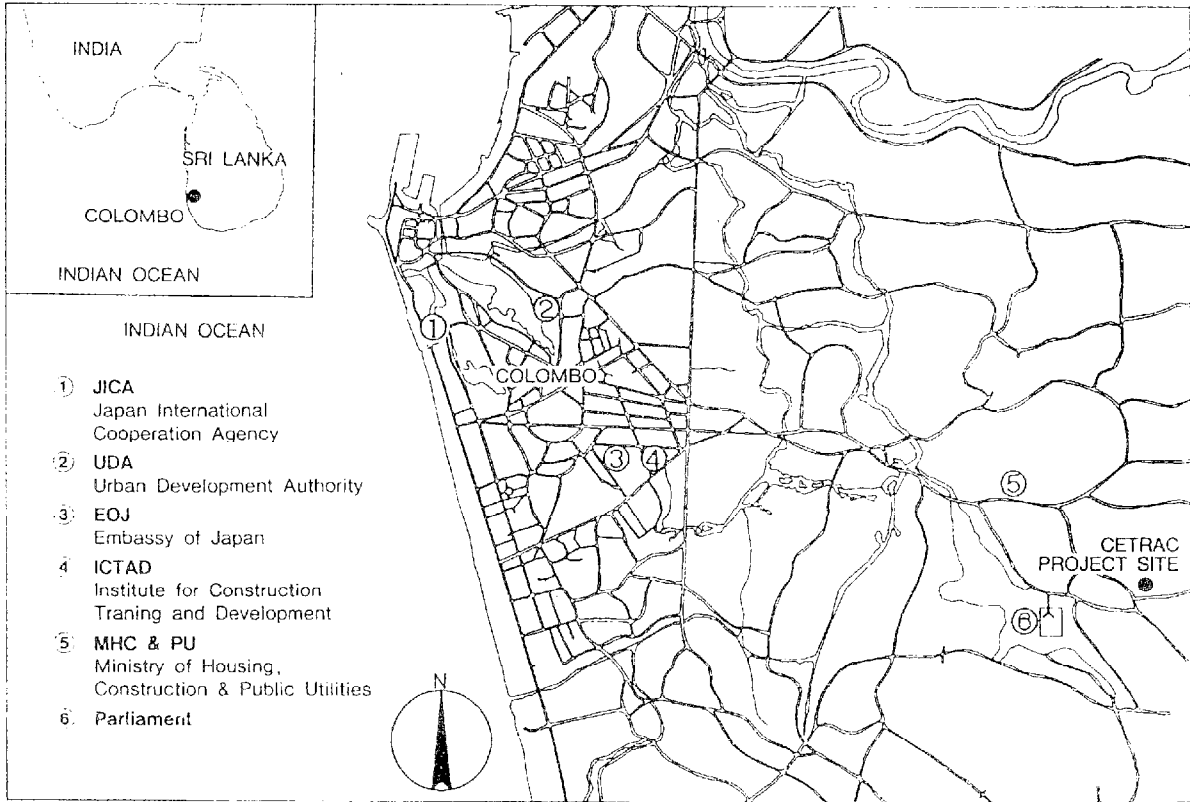 INDIA
SRI LANKA
COLOMBO
INDIAN OCEAN
INDIAN OCEAN
① JICA
Japan International
Cooperation Agency
② UDA
Urban Development Authority
③ EOJ
Embassy of Japan
4 ICTAD
Institute for Construction
Traning and Development
⑤ MHC & PU
Ministry of Housing,
Construction & Public Utilities
6. Parliament
N
①
②
COLOMBO
③ ④
⑤
CETRAC
PROJECT SITE
⑥